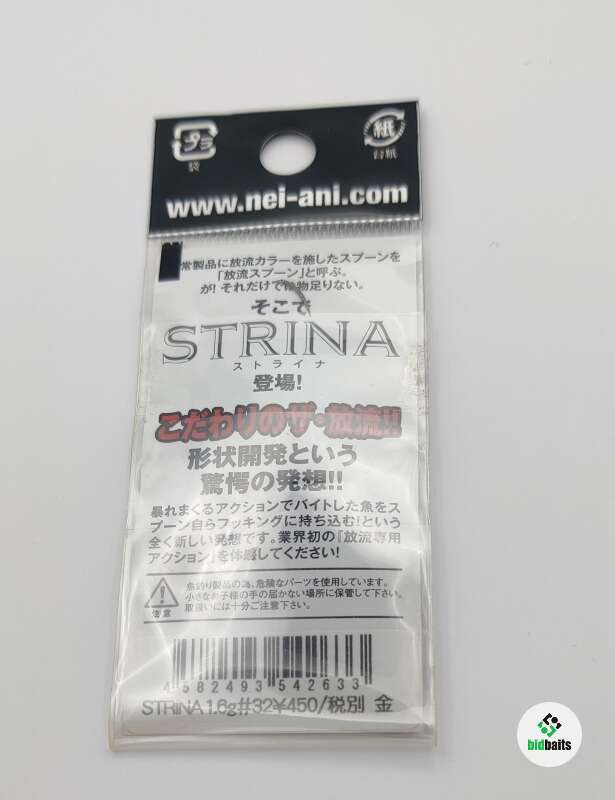 プラ
袋
紙
台紙
www.nei-ani.com
常製品に放流カラーを施したスプーンを
「放流スプーン」と呼ぶ。
が!それだけで は物足りない。
そこで
STRINA
ストライナ
登場!
こだわりのザ・放流!!
形状開発という
驚愕の発想!!
暴れまくるアクションでバイトした魚をス
プーン自らフッキングに持ち込む!という
全く新しい発想です。業界初の『放流専用
アクション』を体感してください!
魚釣り製品の為、危険なパーツを使用しています。
小さなお子様の手の届かない場所に保管して下さい。
取扱いには十分ご注意下さい。
注意
4 582493 542633
STRINA1.6g#32¥450/税別 金
bidbaits